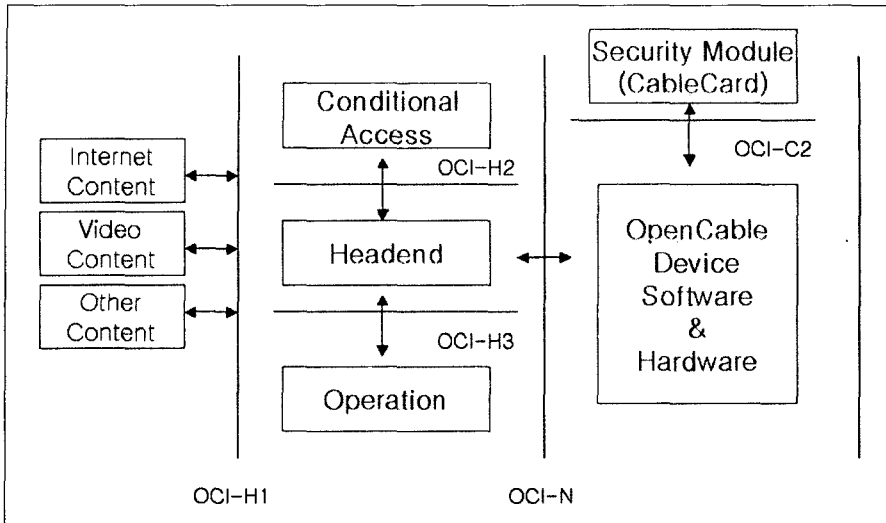 Internet
Content
Video
Content
Other
Content
OCI-H1
Conditional
Access
OCI-H2
Headend
OCI-H3
Operation
OCI-N
Security Module
(CableCard)
OCI-C2
OpenCable
Device
Software
&
Hardware